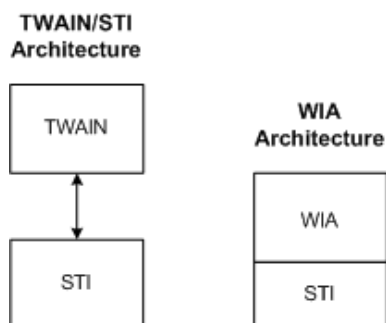 TWAIN/STI
Architecture
TWAIN
STI
WIA
Architecture
WIA
STI